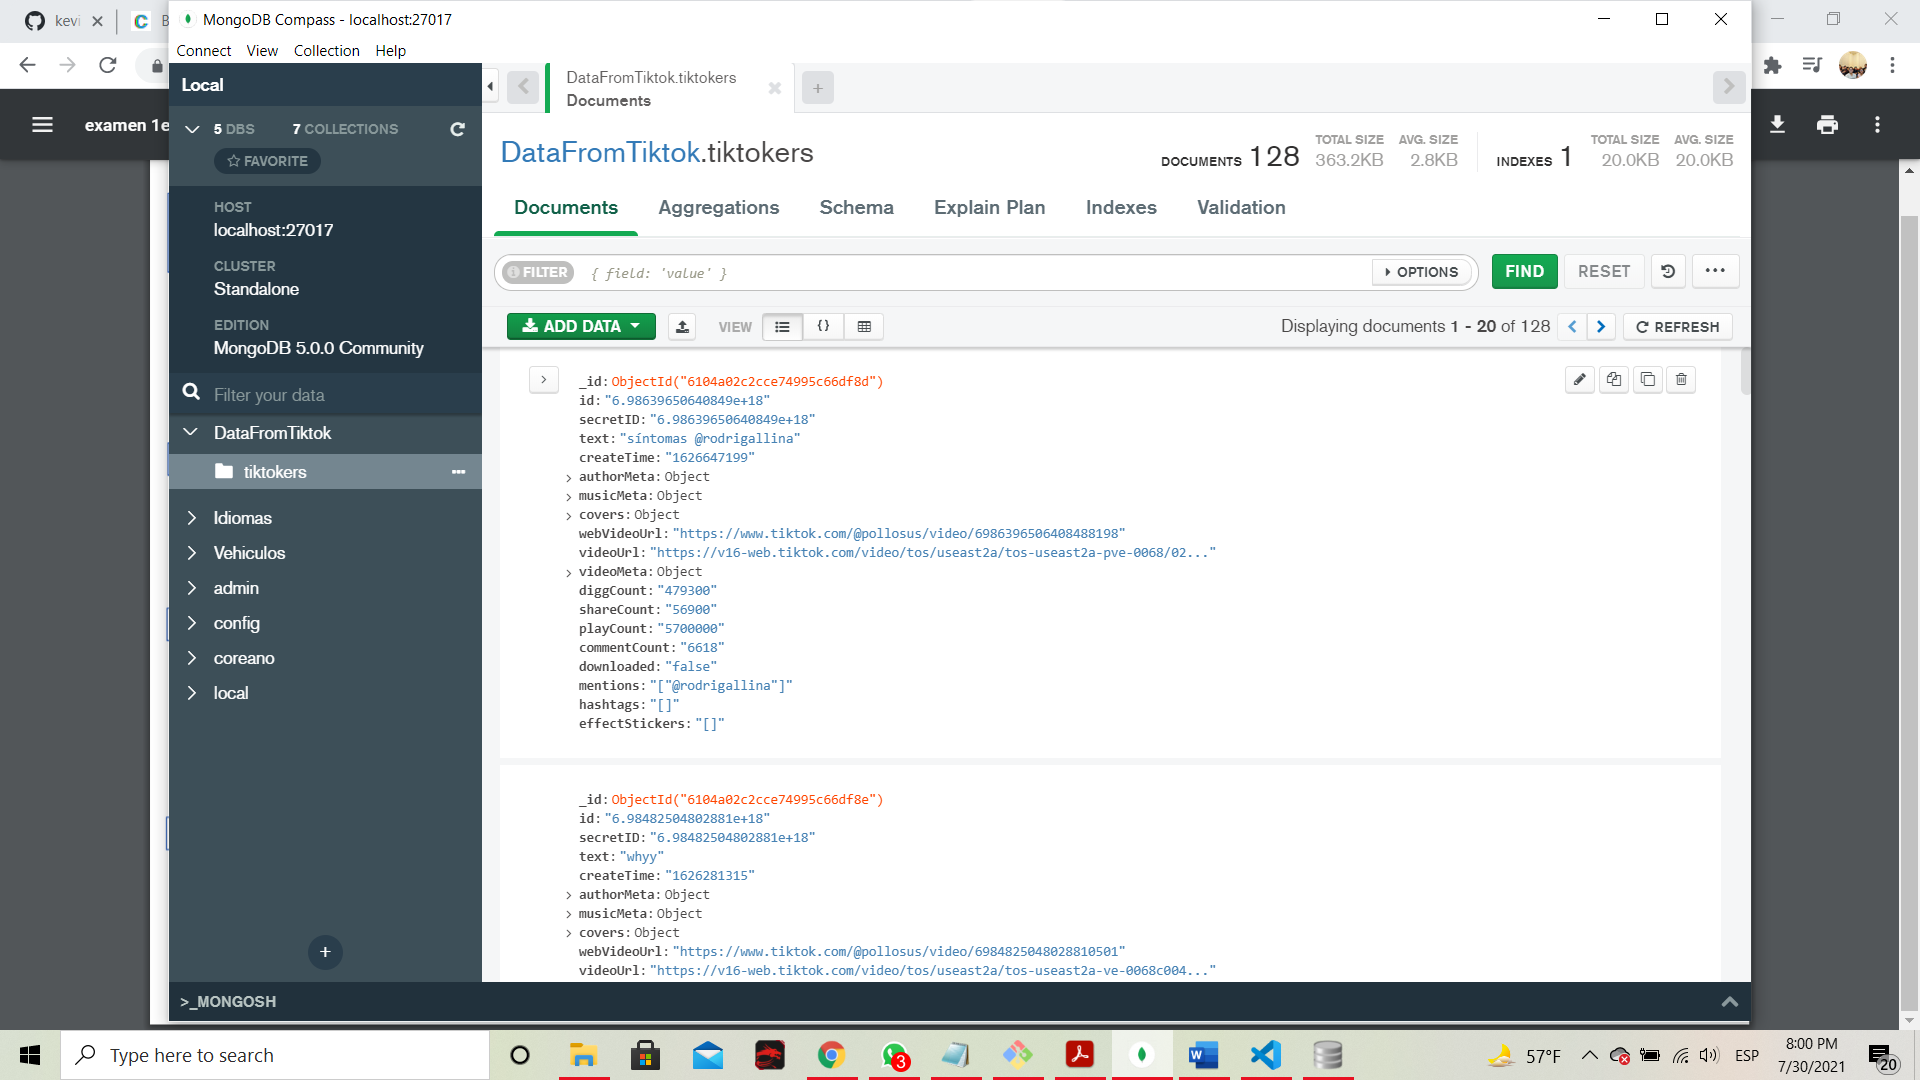 kevi
B
MongoDB Compass - localhost:27017
Connect View Collection Help
examen 1e
Local
5 DBS 7 COLLECTIONS
FAVORITE
HOST
localhost:27017
CLUSTER
Standalone
EDITION
MongoDB 5.0.0 Community
Filter your data
DataFromTiktok
tiktokers
Idiomas
Vehiculos
admin
config
coreano
local
+
DataFromTiktok.tiktokers
Documents
+
DataFromTiktok.tiktokers
DOCUMENTS 128
TOTAL SIZE 363.2KB
AVG. SIZE 2.8KB
INDEXES 1
TOTAL SIZE 20.0KB
AVG. SIZE 20.0KB
Documents Aggregations Schema Explain Plan Indexes Validation
FILTER { field: 'value' } OPTIONS FIND RESET
ADD DATA VIEW {} Displaying documents 1 - 20 of 128 REFRESH
_id: ObjectId("6104a02c2cce74995c66df8d")
id: "6.98639650640849e+18"
secretID: "6.98639650640849e+18"
text: "síntomas @rodrigallina"
createTime: "1626647199"
authorMeta: Object
musicMeta: Object
covers: Object
webVideoUrl: "https://www.tiktok.com/@pollosus/video/6986396506408488198"
videoUrl: "https://v16-web.tiktok.com/video/tos/useast2a/tos-useast2a-pve-0068/02..."
videoMeta: Object
diggCount: "479300"
shareCount: "56900"
playCount: "5700000"
commentCount: "6618"
downloaded: "false"
mentions: "["@rodrigallina"]"
hashtags: "[]"
effectStickers: "[]"
_id: ObjectId("6104a02c2cce74995c66df8e")
id: "6.98482504802881e+18"
secretID: "6.98482504802881e+18"
text: "whyy"
createTime: "1626281315"
authorMeta: Object
musicMeta: Object
covers: Object
webVideoUrl: "https://www.tiktok.com/@pollosus/video/6984825048028810501"
videoUrl: "https://v16-web.tiktok.com/video/tos/useast2a/tos-useast2a-ve-0068c004..."
>_MONGOSH
Type here to search
3
57°F
ESP
8:00 PM
7/30/2021
20